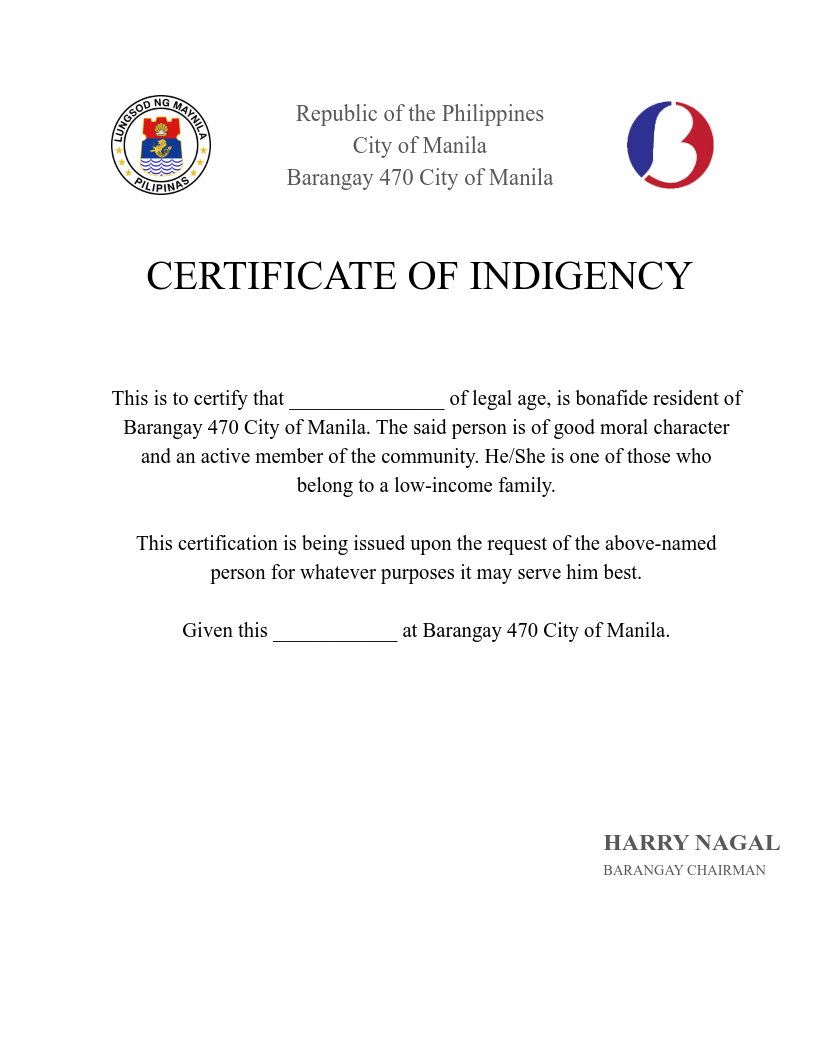 LUNGSOD NG MAYNILA
PILIPINAS
Republic of the Philippines
City of Manila
Barangay 470 City of Manila
CERTIFICATE OF INDIGENCY
This is to certify that _______________ of legal age, is bonafide resident of
Barangay 470 City of Manila. The said person is of good moral character
and an active member of the community. He/She is one of those who
belong to a low-income family.
This certification is being issued upon the request of the above-named
person for whatever purposes it may serve him best.
Given this ____________ at Barangay 470 City of Manila.
HARRY NAGAL
BARANGAY CHAIRMAN